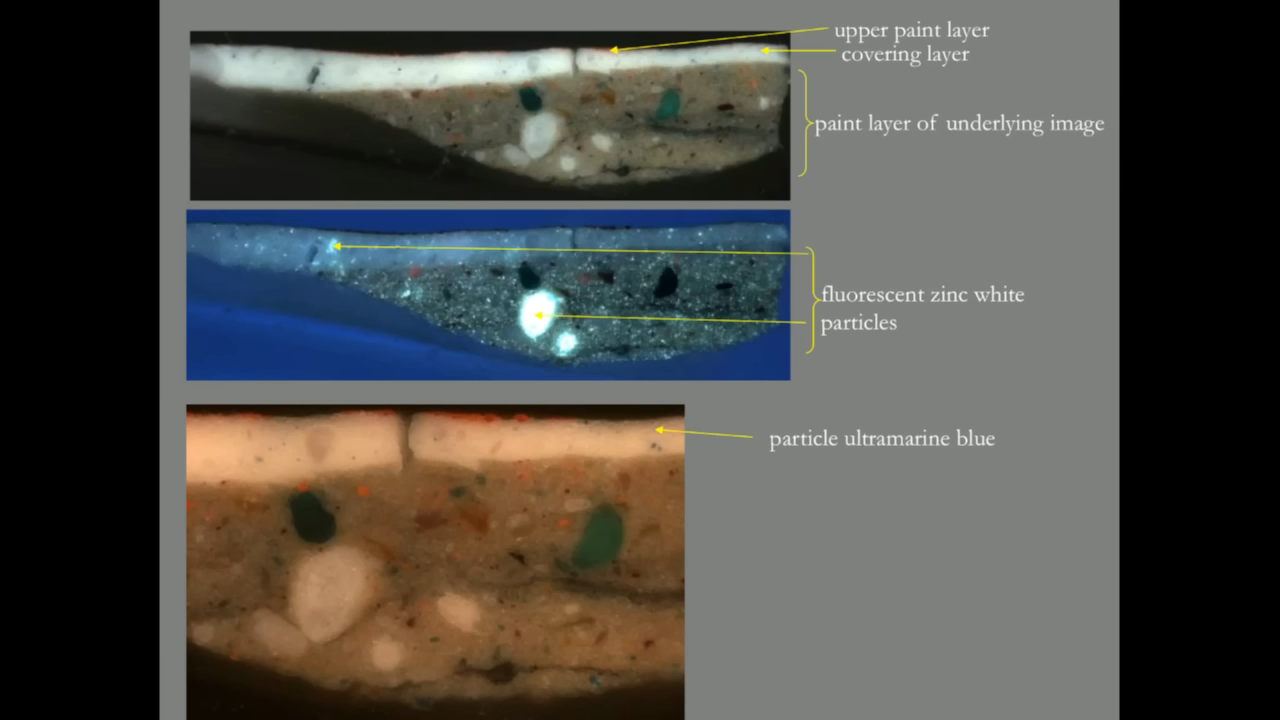 upper paint layer
covering layer
paint layer of underlying image
fluorescent zinc white
particles
particle ultramarine blue